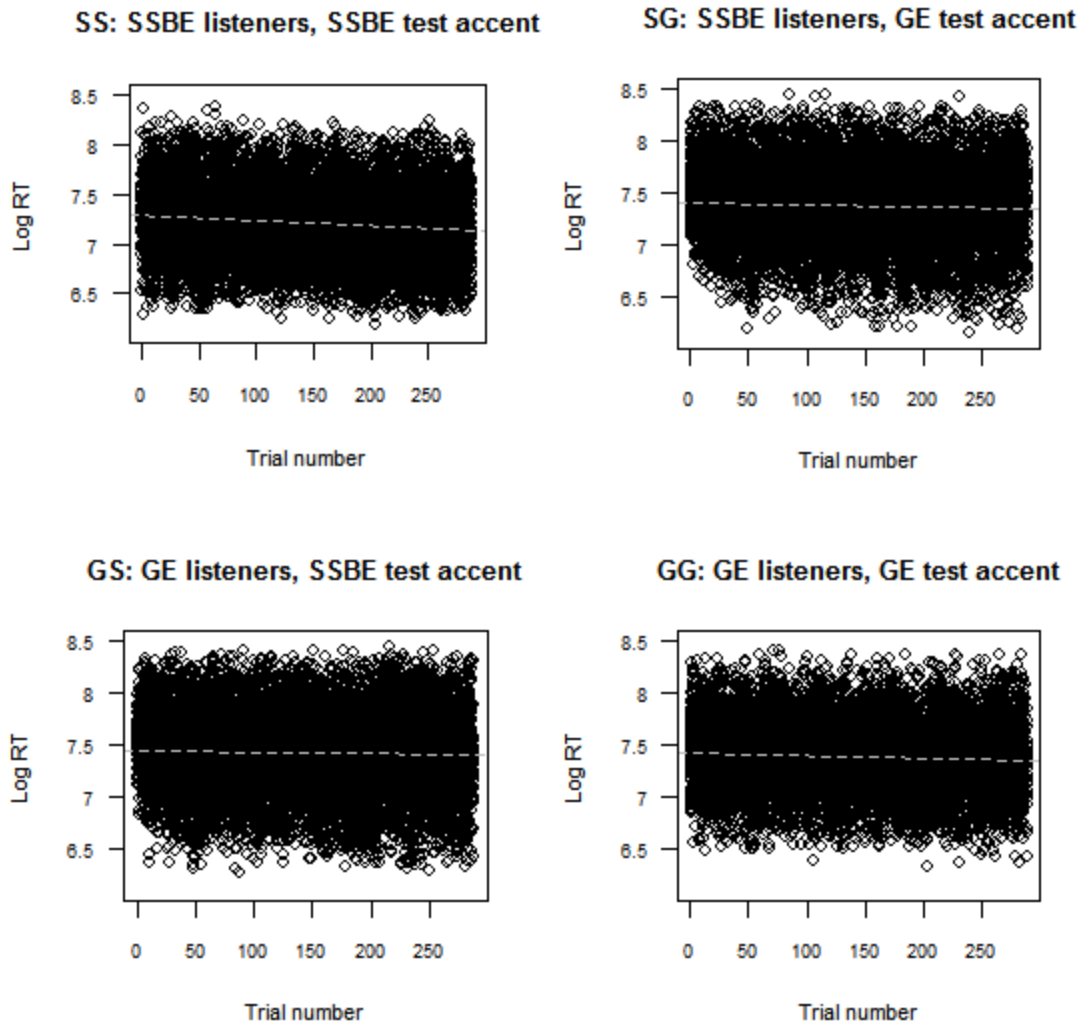 SS: SSBE listeners, SSBE test accent
8.5
8
7.5
7
6.5
Log RT
0 50 100 150 200 250
Trial number
SG: SSBE listeners, GE test accent
8.5
8
7.5
7
6.5
Log RT
0 50 100 150 200 250
Trial number
GS: GE listeners, SSBE test accent
8.5
8
7.5
7
6.5
Log RT
0 50 100 150 200 250
Trial number
GG: GE listeners, GE test accent
8.5
8
7.5
7
6.5
Log RT
0 50 100 150 200 250
Trial number